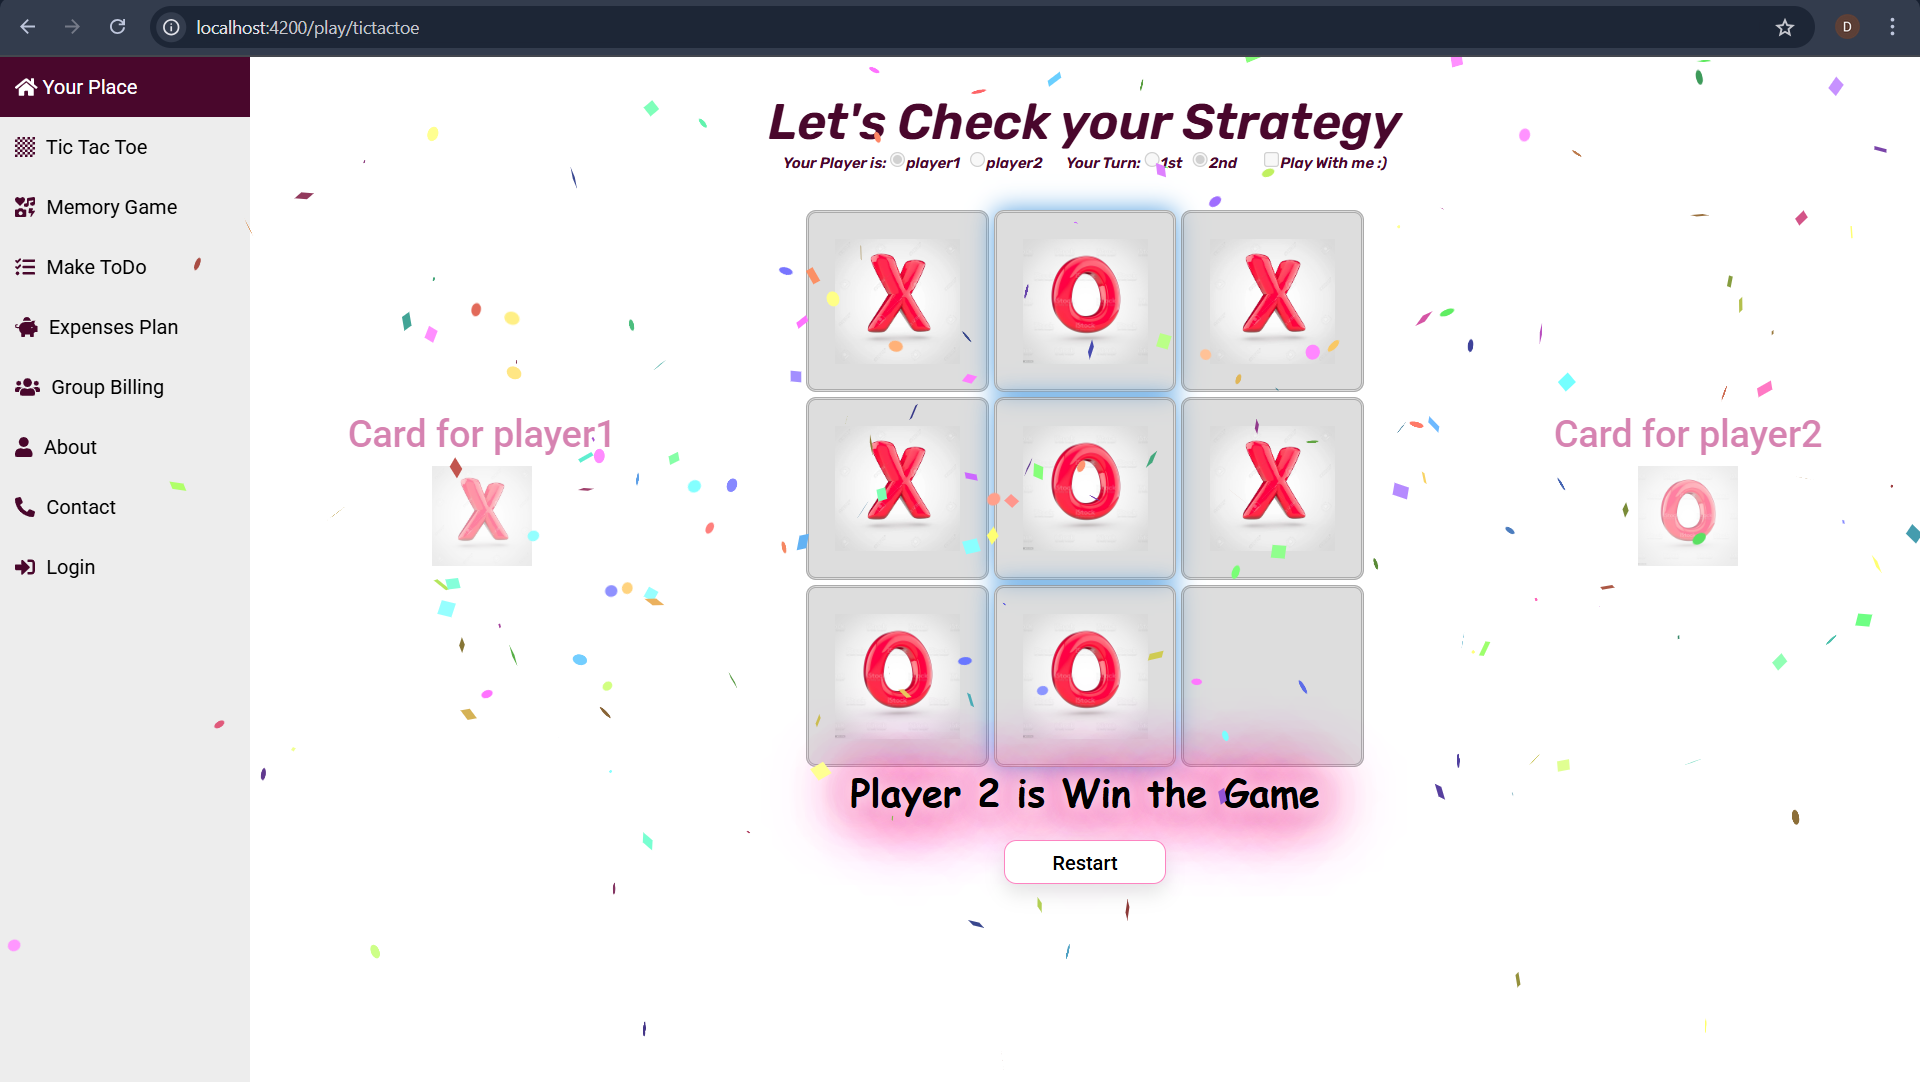 localhost:4200/play/tictactoe
D
Your Place
Tic Tac Toe
Memory Game
Make ToDo
Expenses Plan
Group Billing
About
Contact
Login
Let's Check your Strategy
Your Player is: player1 player2 Your Turn: 1st 2nd Play With me :)
Card for player1
X
X O X
X O X
O O
Card for player2
O
Player 2 is Win the Game
Restart